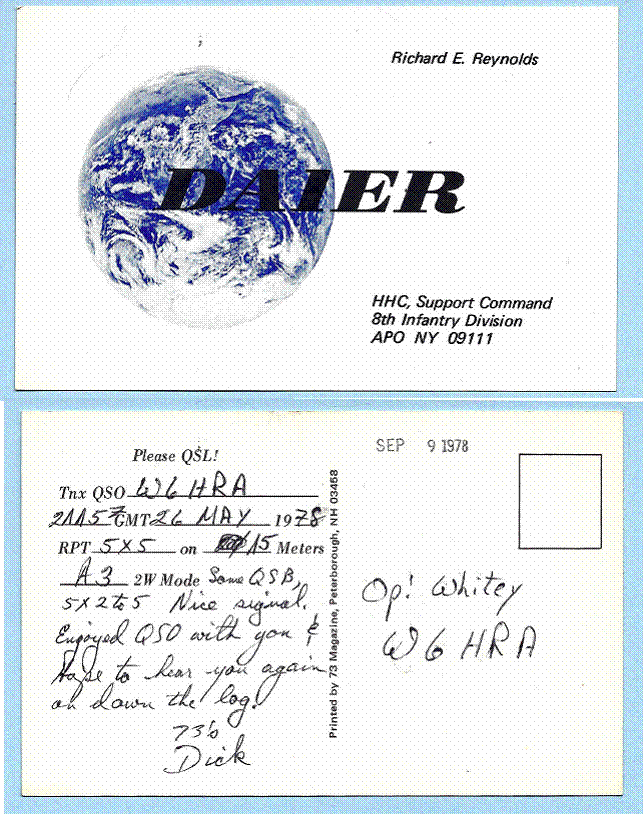 Richard E. Reynolds
DA1ER
HHC, Support Command
8th Infantry Division
APO NY 09111
Please QSL!
Tnx QSO W6HRA
GMT 26 MAY 1978
RPT 5X5 on 15 Meters
A3 2W Mode Some QSB,
5X2 to 5 Nice signal.
Enjoyed QSO with you &
hope to hear you again
on down the log.
73's
Dick
Printed by 73 Magazine, Peterborough, NH 03458
SEP 9 1978
Op: Whitey
W6HRA